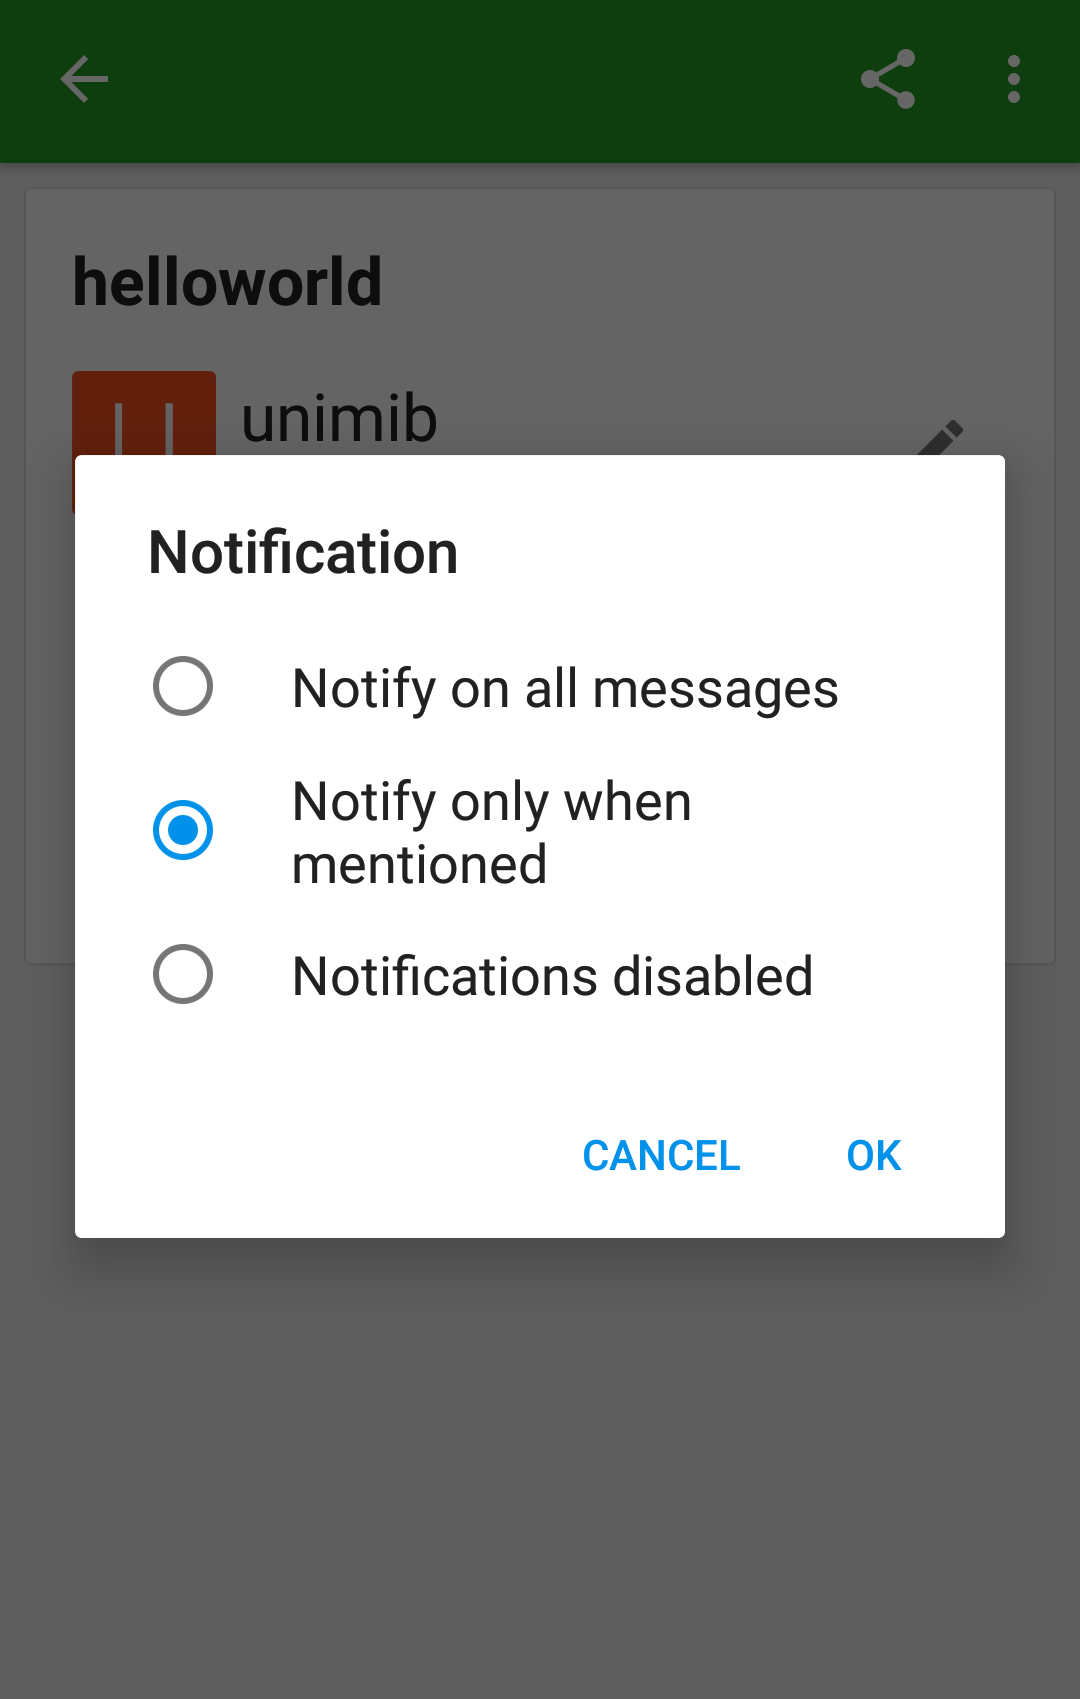 helloworld
unimib
Notification
Notify on all messages
Notify only when
mentioned
Notifications disabled
CANCEL
OK